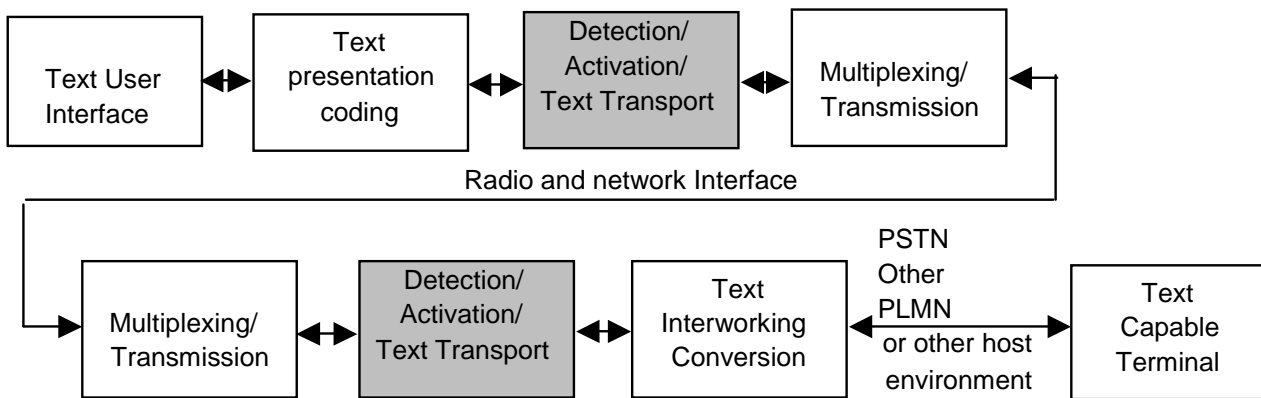 Text User
Interface
Text
presentation
coding
Detection/
Activation/
Text Transport
Multiplexing/
Transmission
Radio and network Interface
Multiplexing/
Transmission
Detection/
Activation/
Text Transport
Text
Interworking
Conversion
PSTN
Other
PLMN
or other host
environment
Text
Capable
Terminal